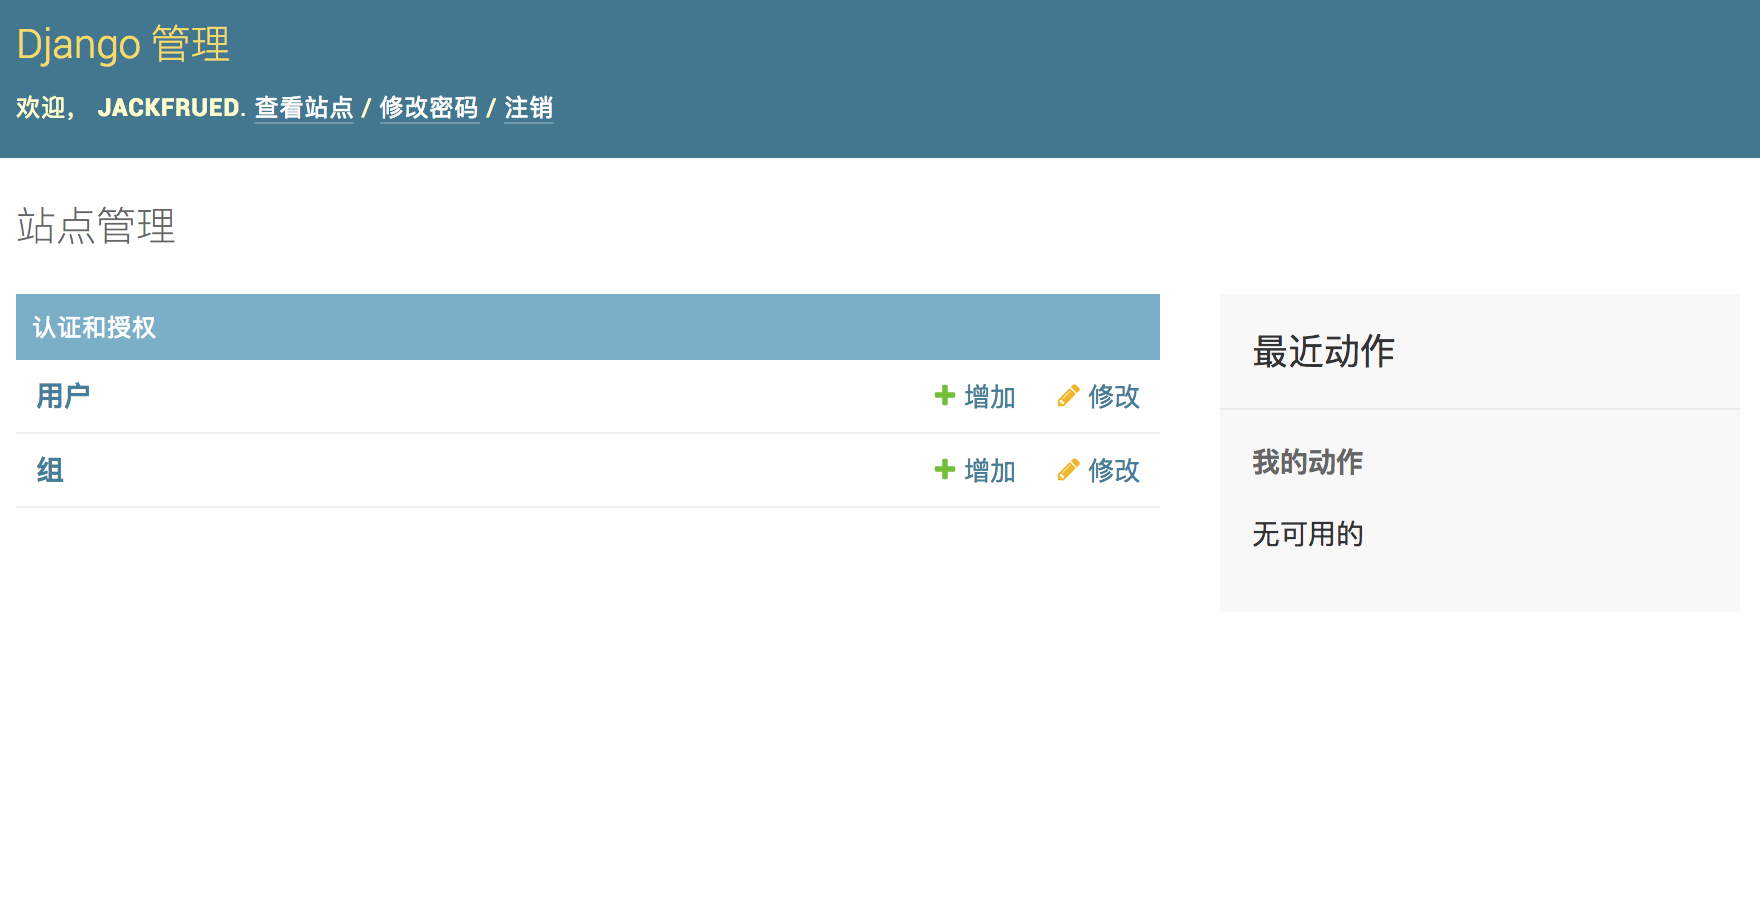 Django 管理
欢迎， JACKFRUED. 查看站点 / 修改密码 / 注销
站点管理
认证和授权
用户 增加 修改
组 增加 修改
最近动作
我的动作
无可用的